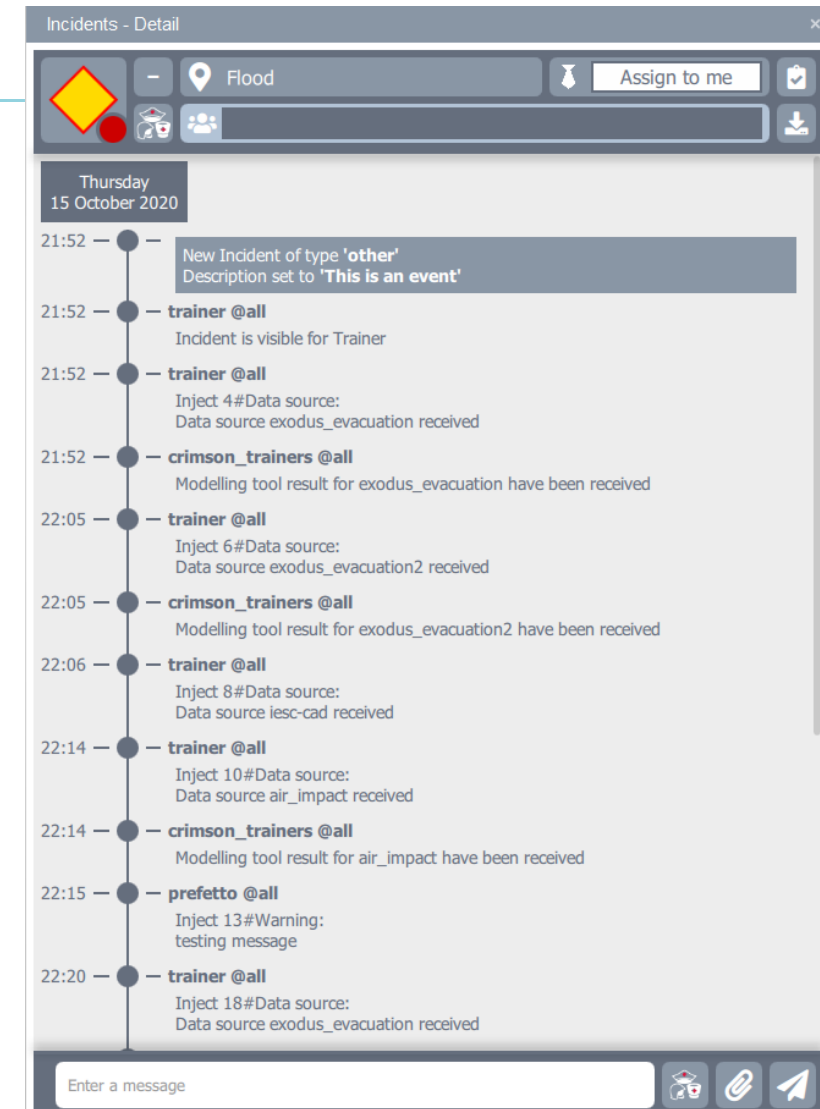 Incidents - Detail
×
–
Flood
Assign to me
Thursday
15 October 2020
21:52
New Incident of type 'other'
Description set to 'This is an event'
21:52 trainer @all
Incident is visible for Trainer
21:52 trainer @all
Inject 4#Data source:
Data source exodus_evacuation received
21:52 crimson_trainers @all
Modelling tool result for exodus_evacuation have been received
22:05 trainer @all
Inject 6#Data source:
Data source exodus_evacuation2 received
22:05 crimson_trainers @all
Modelling tool result for exodus_evacuation2 have been received
22:06 trainer @all
Inject 8#Data source:
Data source iesc-cad received
22:14 trainer @all
Inject 10#Data source:
Data source air_impact received
22:14 crimson_trainers @all
Modelling tool result for air_impact have been received
22:15 prefetto @all
Inject 13#Warning:
testing message
22:20 trainer @all
Inject 18#Data source:
Data source exodus_evacuation received
Enter a message